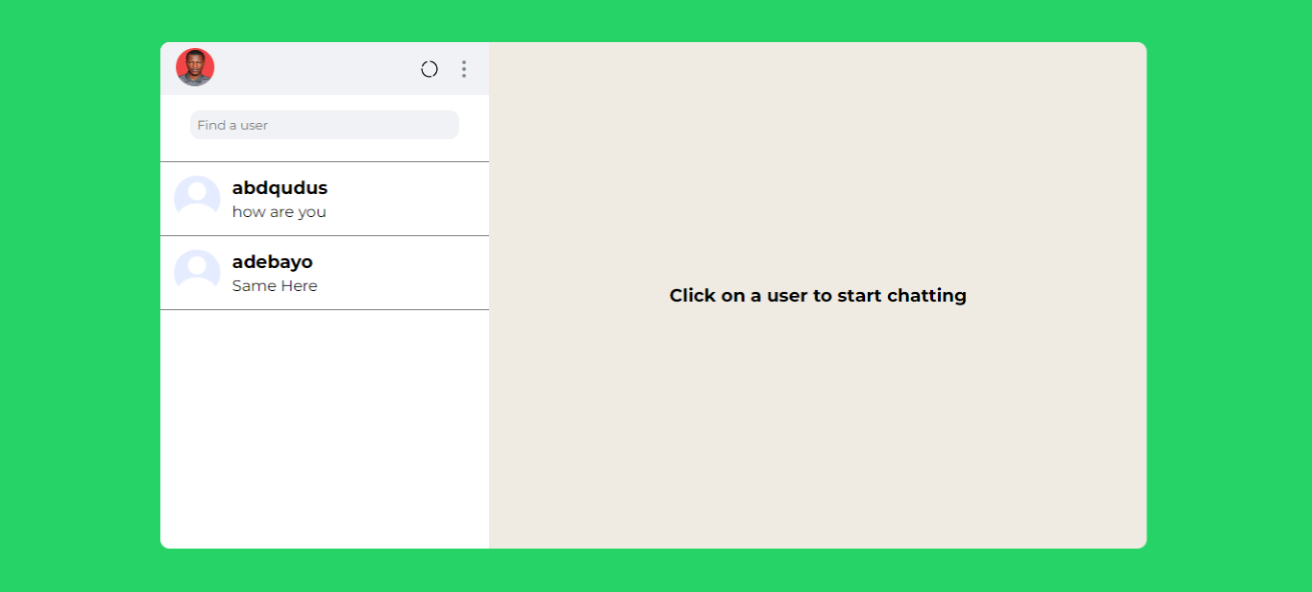 Find a user
abdqudus
how are you
adebayo
Same Here
Click on a user to start chatting